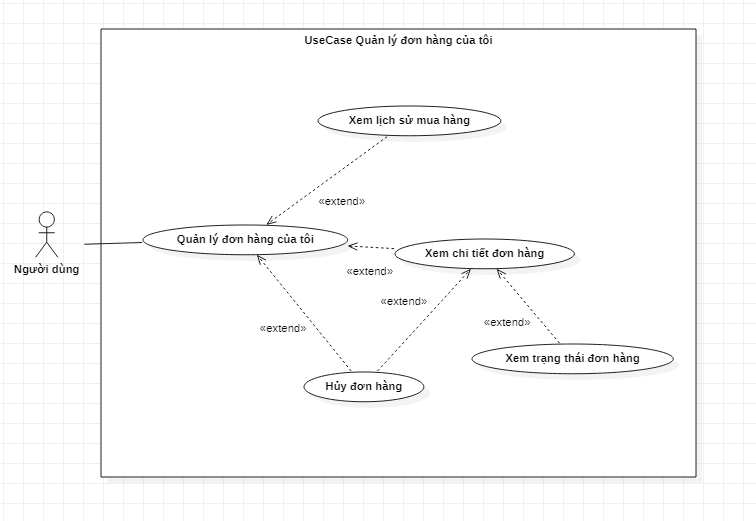 UseCase Quản lý đơn hàng của tôi
Xem lịch sử mua hàng
«extend»
Quản lý đơn hàng của tôi
Xem chi tiết đơn hàng
Người dùng
«extend»
«extend»
«extend»
«extend»
Xem trạng thái đơn hàng
Hủy đơn hàng